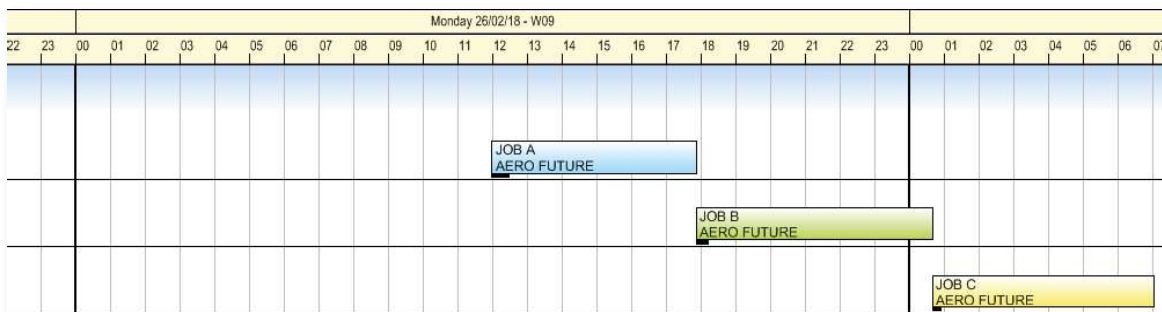 Monday 26/02/18 - W09
22 23 00 01 02 03 04 05 06 07 08 09 10 11 12 13 14 15 16 17 18 19 20 21 22 23 00 01 02 03 04 05 06
JOB A
AERO FUTURE
JOB B
AERO FUTURE
JOB C
AERO FUTURE